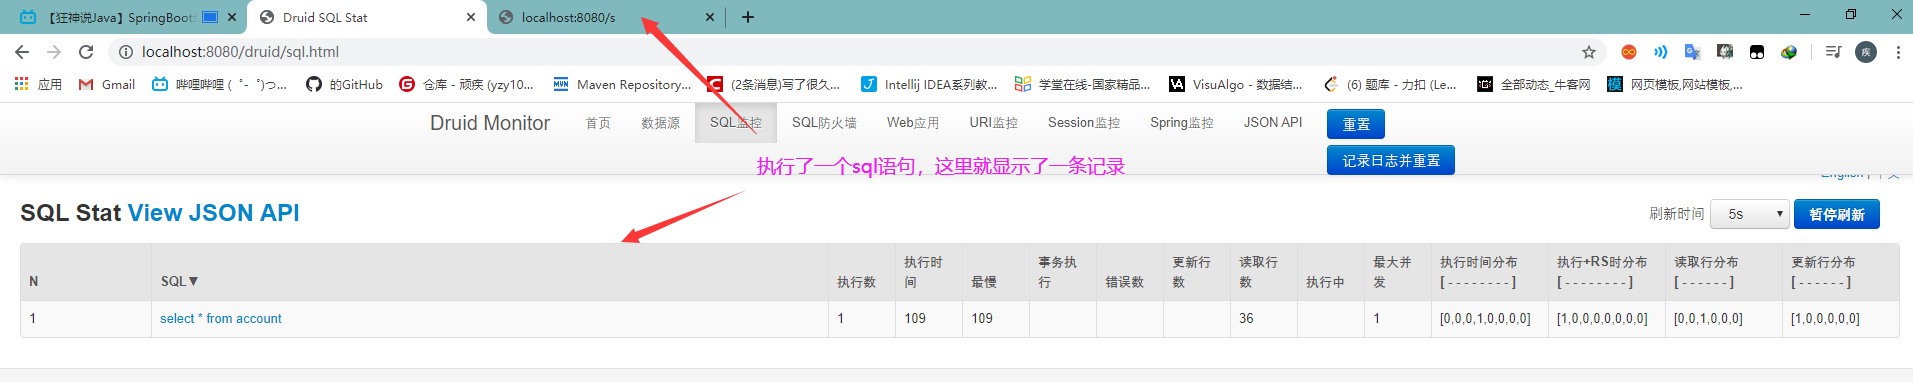 【狂神说Java】SpringBoot
Druid SQL Stat
localhost:8080/s
localhost:8080/druid/sql.html
疾
应用
Gmail
哔哩哔哩 (゜-゜)つ...
的GitHub
仓库 - 顽疾 (yzy10...
Maven Repository...
(2条消息)写了很久...
Intellij IDEA系列教...
学堂在线-国家精品...
VisuAlgo - 数据结...
(6) 题库 - 力扣 (Le...
全部动态_牛客网
模
网页模板,网站模板,...
Druid Monitor
首页
数据源
SQL监控
SQL防火墙
Web应用
URI监控
Session监控
Spring监控
JSON API
重置
记录日志并重置
执行了一个sql语句，这里就显示了一条记录
English | 中文
SQL Stat View JSON API
刷新时间
5s
暂停刷新
N
SQL▼
执行数
执行时间
最慢
事务执行
错误数
更新行数
读取行数
执行中
最大并发
执行时间分布
[ - - - - - - - - ]
执行+RS时分布
[ - - - - - - - - ]
读取行分布
[ - - - - - - ]
更新行分布
[ - - - - - - ]
1
select * from account
1
109
109
36
1
[0,0,0,1,0,0,0,0]
[1,0,0,0,0,0,0,0]
[0,0,1,0,0,0]
[1,0,0,0,0,0]